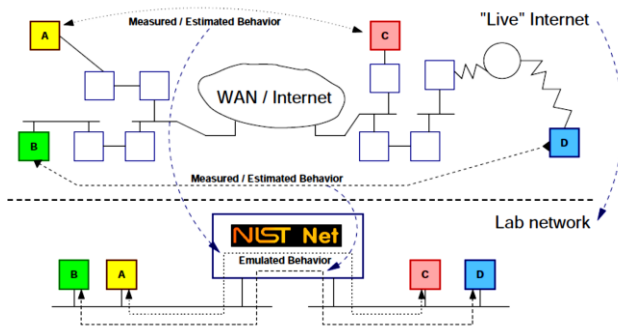 A
Measured / Estimated Behavior
C
"Live" Internet
WAN / Internet
B
D
Measured / Estimated Behavior
Lab network
NIST Net
Emulated Behavior
B
A
C
D